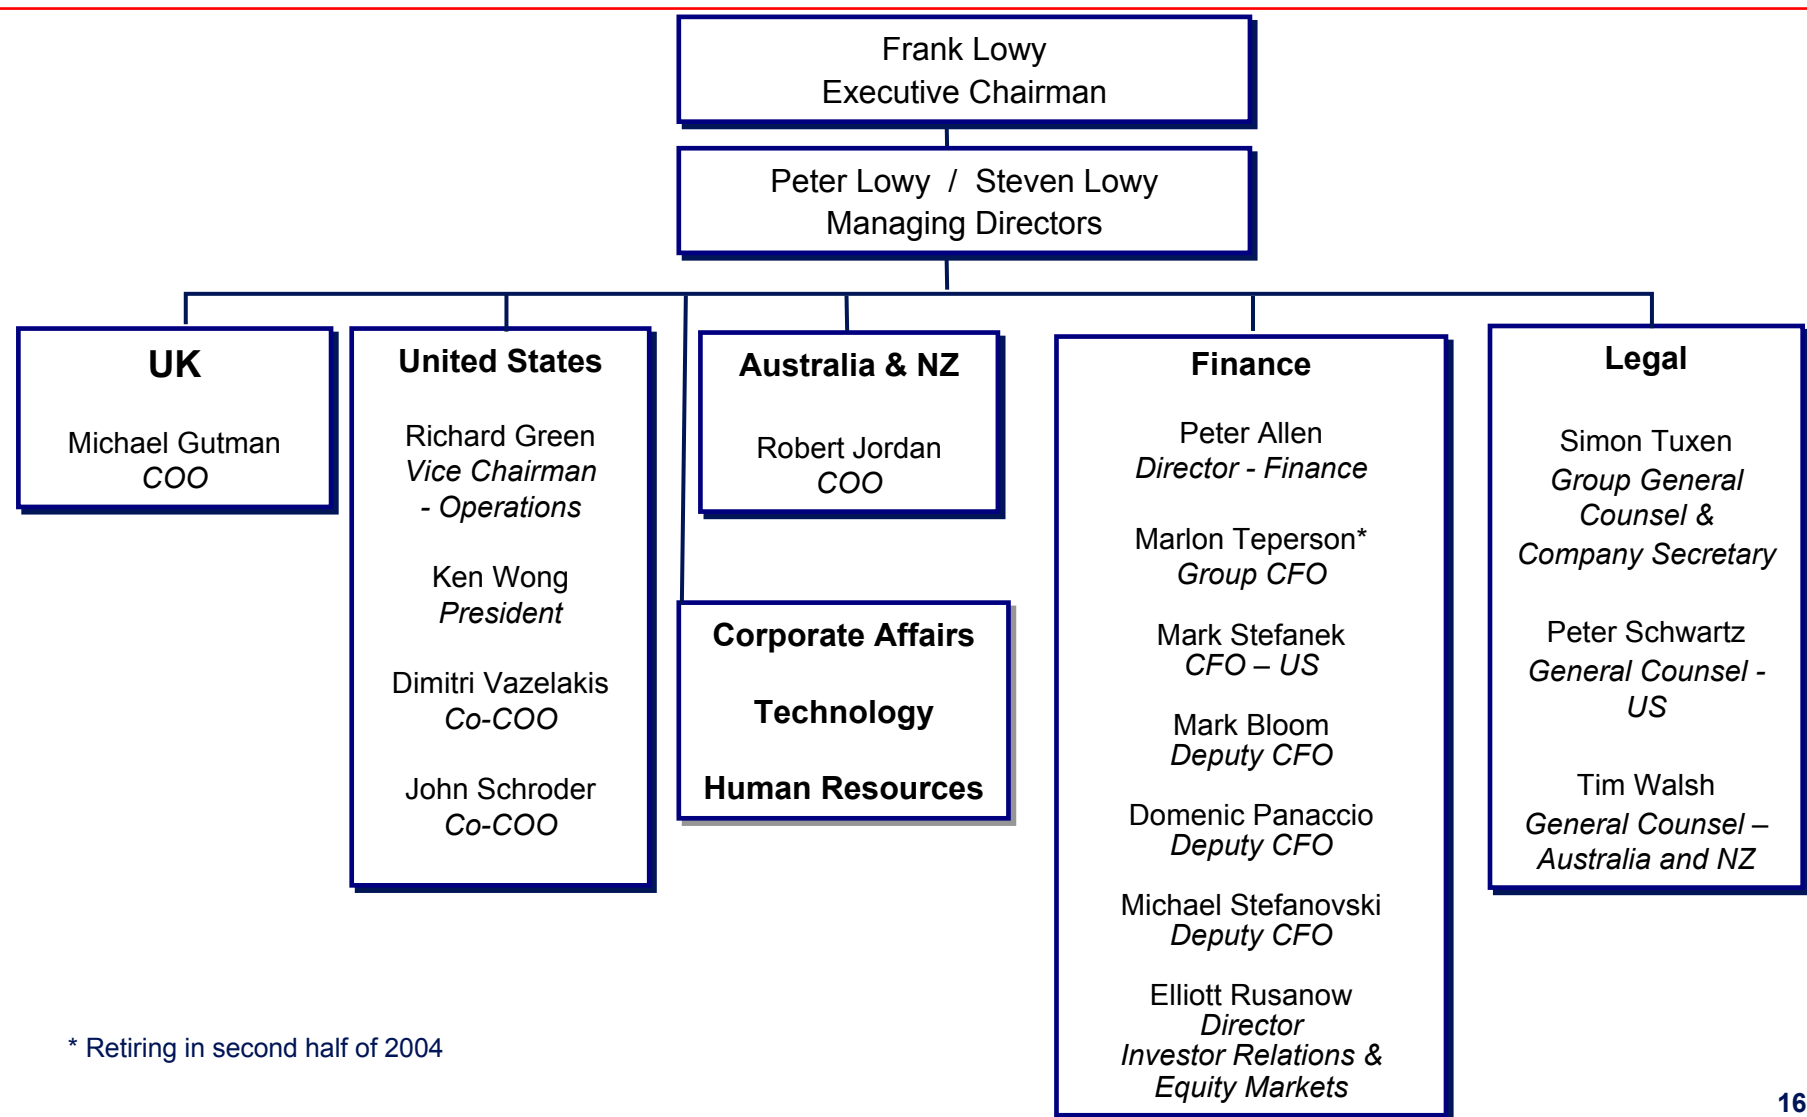 Frank Lowy
Executive Chairman
Peter Lowy / Steven Lowy
Managing Directors
UK
Michael Gutman
COO
United States
Richard Green
Vice Chairman
- Operations
Ken Wong
President
Dimitri Vazelakis
Co-COO
John Schroder
Co-COO
Australia & NZ
Robert Jordan
COO
Corporate Affairs
Technology
Human Resources
Finance
Peter Allen
Director - Finance
Marlon Teperson*
Group CFO
Mark Stefanek
CFO – US
Mark Bloom
Deputy CFO
Domenic Panaccio
Deputy CFO
Michael Stefanovski
Deputy CFO
Elliott Rusanow
Director
Investor Relations &
Equity Markets
Legal
Simon Tuxen
Group General
Counsel &
Company Secretary
Peter Schwartz
General Counsel -
US
Tim Walsh
General Counsel –
Australia and NZ
* Retiring in second half of 2004
16